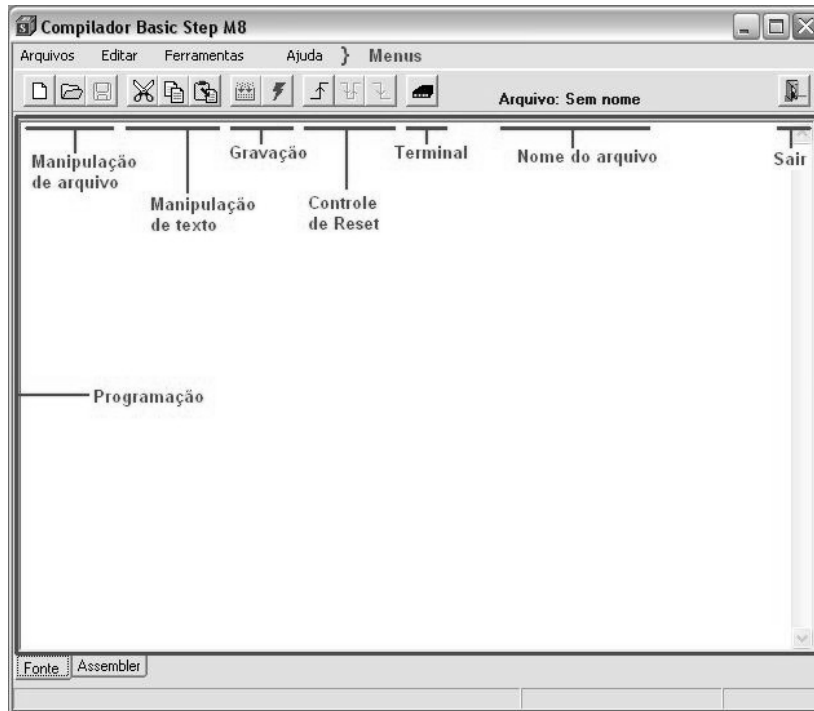 Compilador Basic Step M8
Arquivos Editar Ferramentas Ajuda } Menus
Arquivo: Sem nome
Manipulação
de arquivo
Manipulação
de texto
Gravação
Controle
de Reset
Terminal
Nome do arquivo
Sair
Programação
Fonte Assembler